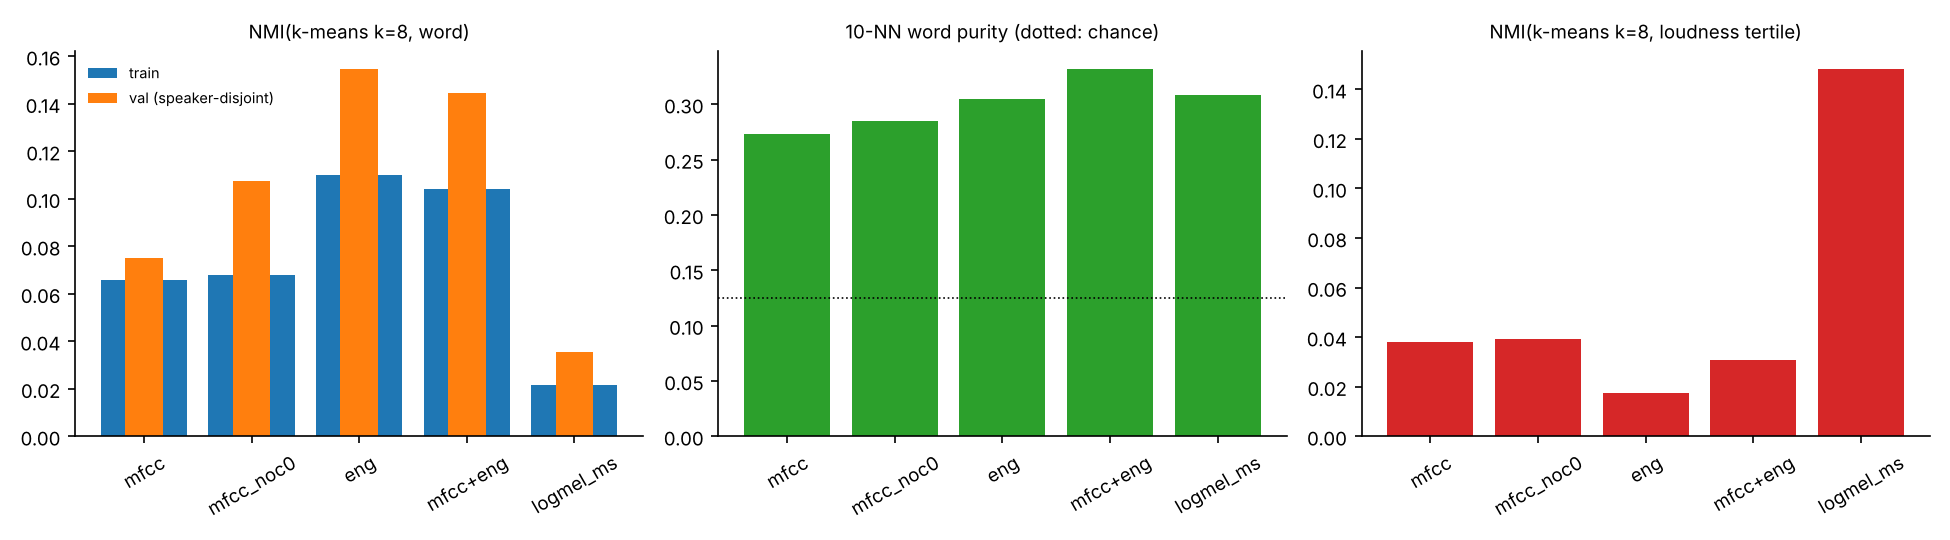 NMI(k-means k=8, word)
0.16
0.14
0.12
0.10
0.08
0.06
0.04
0.02
0.00
train
val (speaker-disjoint)
mfcc
mfcc_noc0
eng
mfcc+eng
logmel_ms
10-NN word purity (dotted: chance)
0.30
0.25
0.20
0.15
0.10
0.05
0.00
mfcc
mfcc_noc0
eng
mfcc+eng
logmel_ms
NMI(k-means k=8, loudness tertile)
0.14
0.12
0.10
0.08
0.06
0.04
0.02
0.00
mfcc
mfcc_noc0
eng
mfcc+eng
logmel_ms